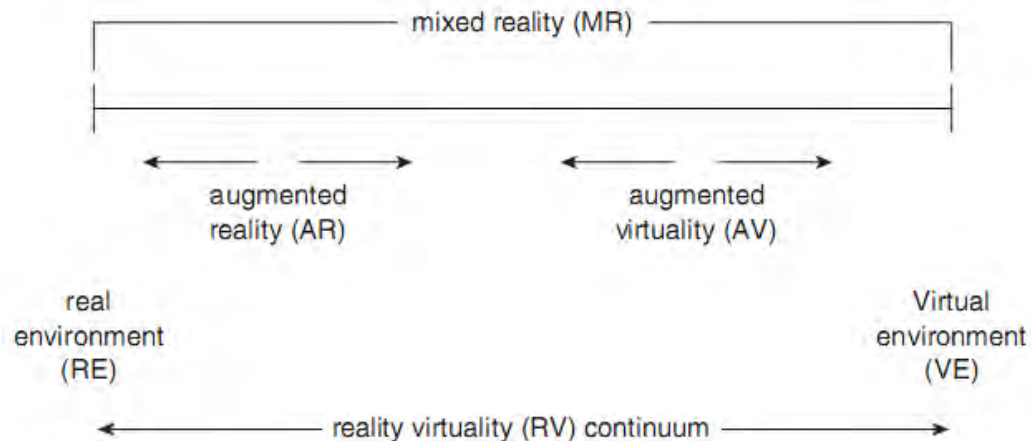 mixed reality (MR)
augmented
reality (AR)
augmented
virtuality (AV)
real
environment
(RE)
Virtual
environment
(VE)
reality virtuality (RV) continuum